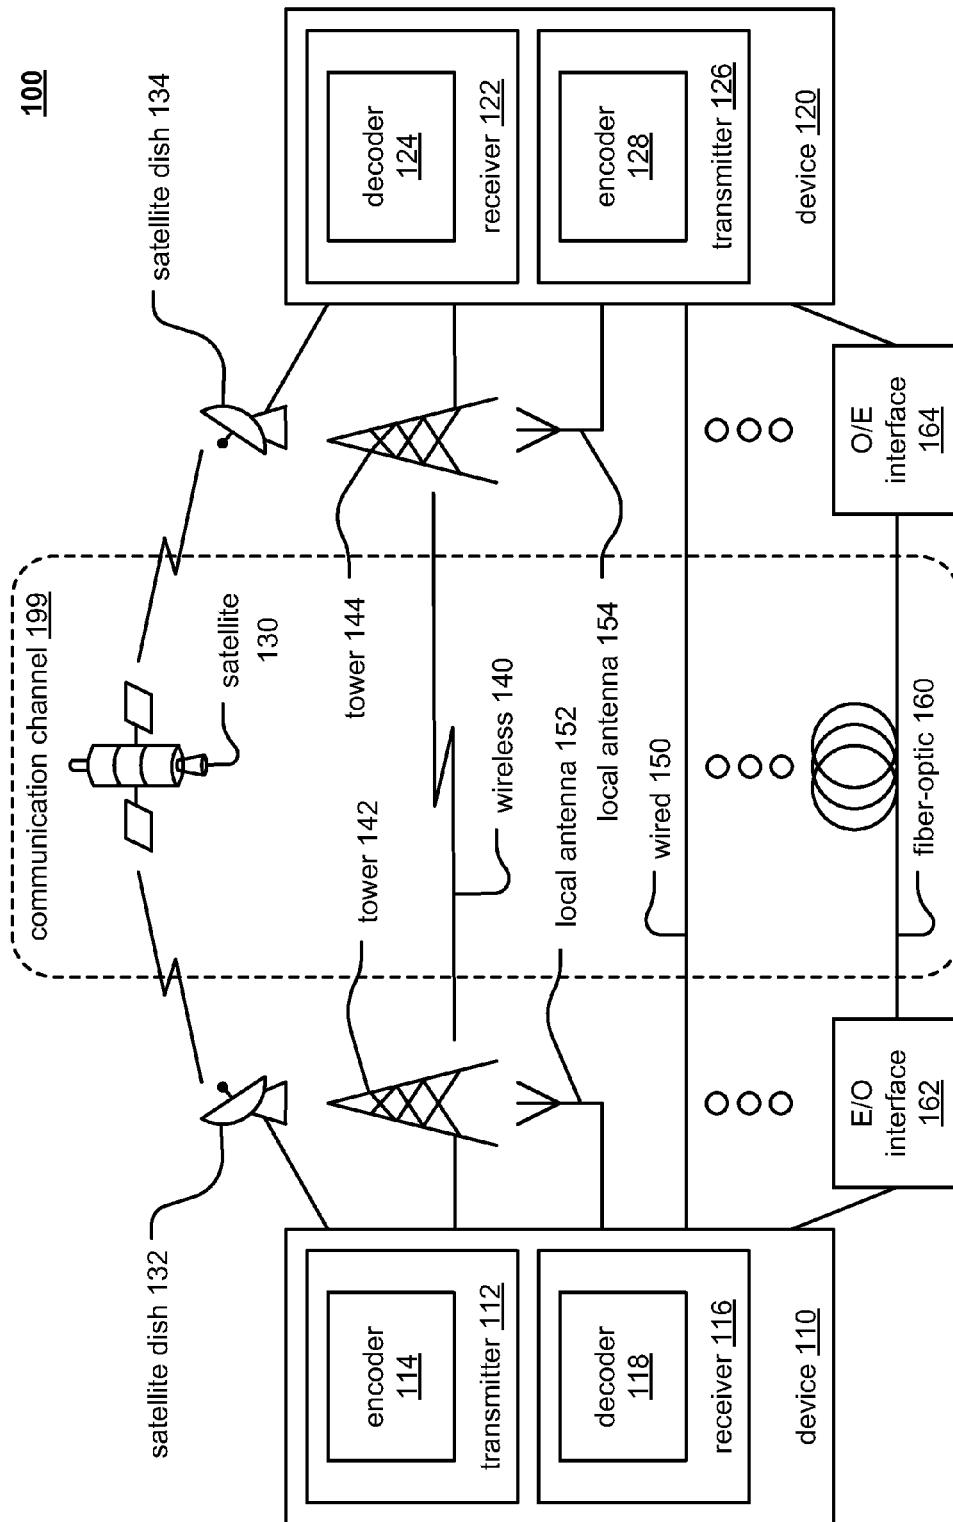 100
communication channel 199
satellite dish 132
satellite
130
satellite dish 134
tower 142
tower 144
wireless 140
local antenna 152
local antenna 154
wired 150
fiber-optic 160
encoder
114
transmitter 112
decoder
118
receiver 116
device 110
decoder
124
receiver 122
encoder
128
transmitter 126
device 120
E/O
interface
162
O/E
interface
164